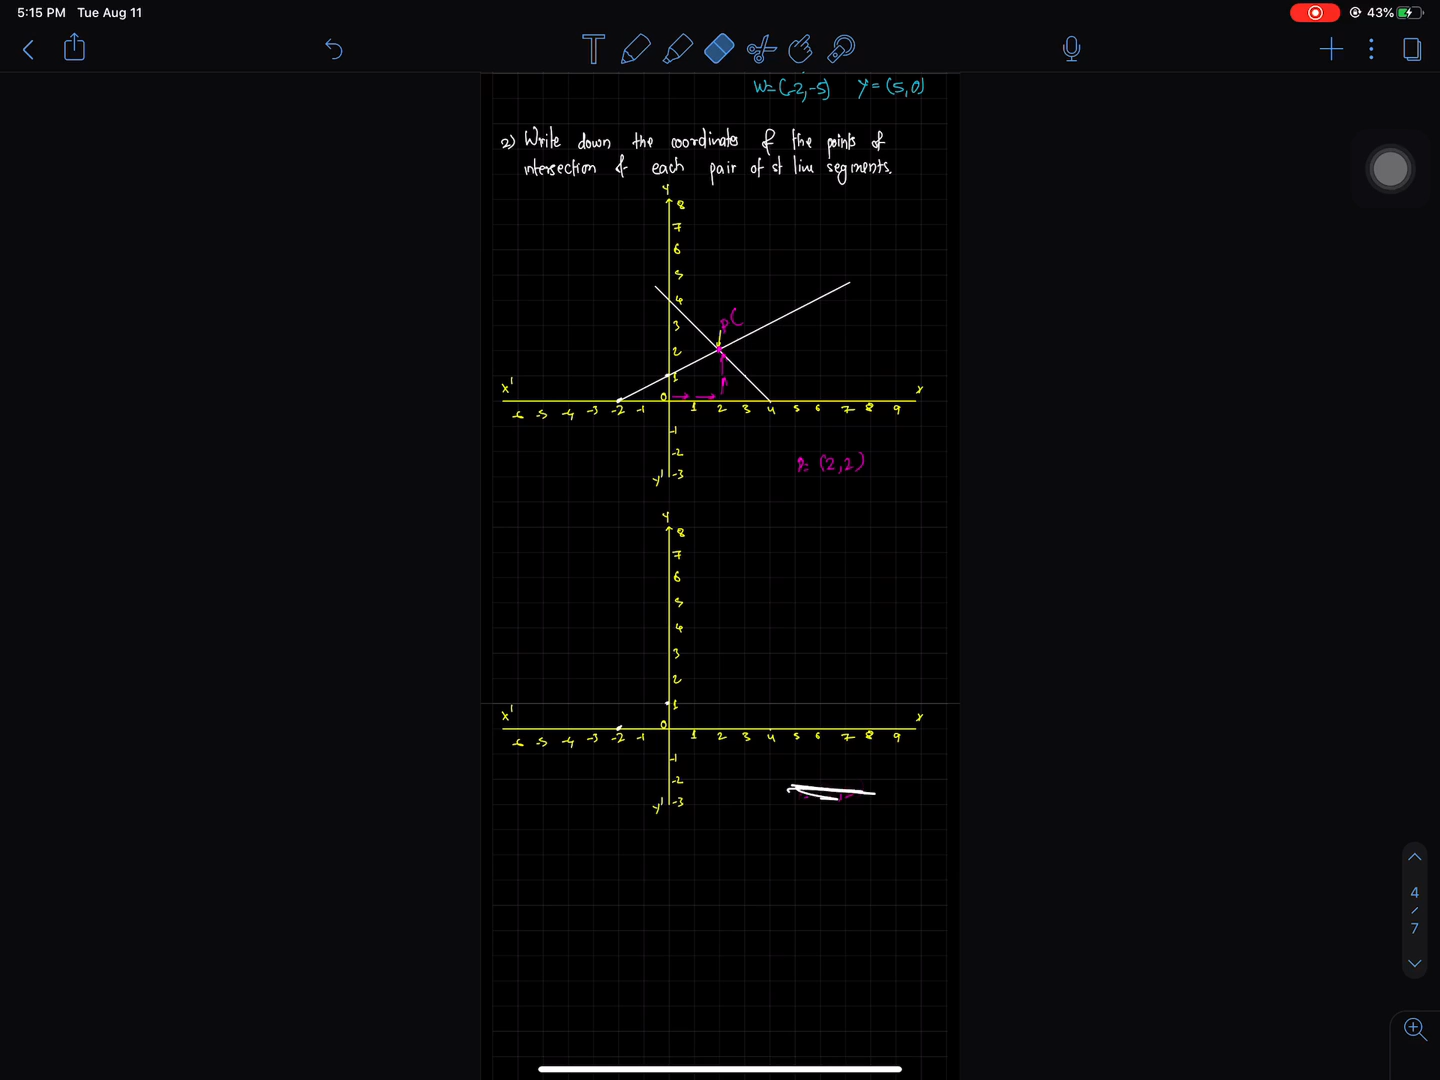 5:15 PM Tue Aug 11
43%
W=(-2,-5) Y=(5,0)
2) Write down the coordinates of the points of
intersection of each pair of st line segments.
Y
8
7
6
5
4
P(
3
2
1
X' 0 X
-6 -5 -4 -3 -2 -1 1 2 3 4 5 6 7 8 9
-1
-2
P= (2,2)
Y' -3
Y
8
7
6
5
4
3
2
1
X' 0 X
-6 -5 -4 -3 -2 -1 1 2 3 4 5 6 7 8 9
-1
-2
Y' -3
4
/
7